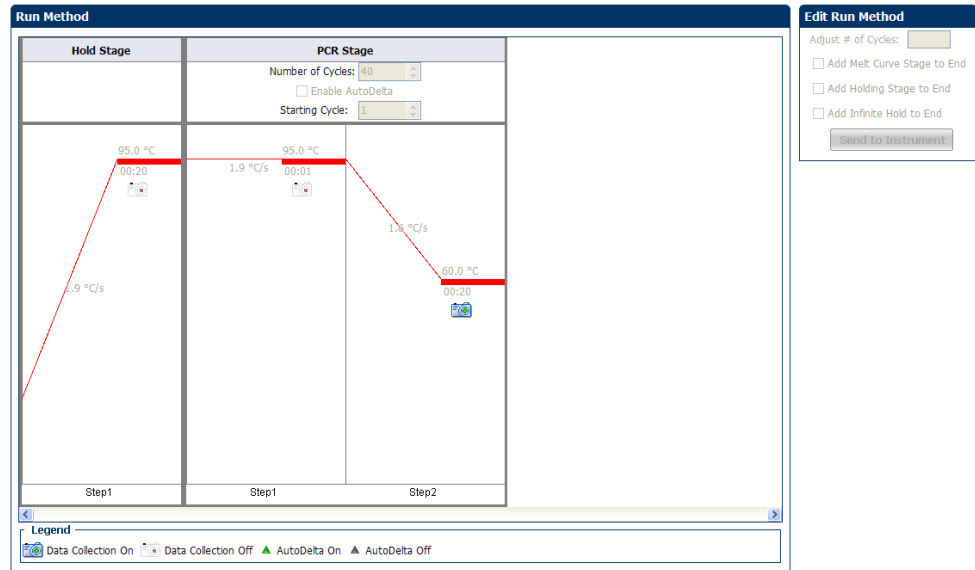 Run Method
Hold Stage
PCR Stage
Number of Cycles: 40
Enable AutoDelta
Starting Cycle: 1
95.0 °C
00:20
1.9 °C/s
95.0 °C
1.9 °C/s
00:01
1.6 °C/s
60.0 °C
00:20
Step1
Step1
Step2
Legend
Data Collection On
Data Collection Off
AutoDelta On
AutoDelta Off
Edit Run Method
Adjust # of Cycles:
Add Melt Curve Stage to End
Add Holding Stage to End
Add Infinite Hold to End
Send to Instrument